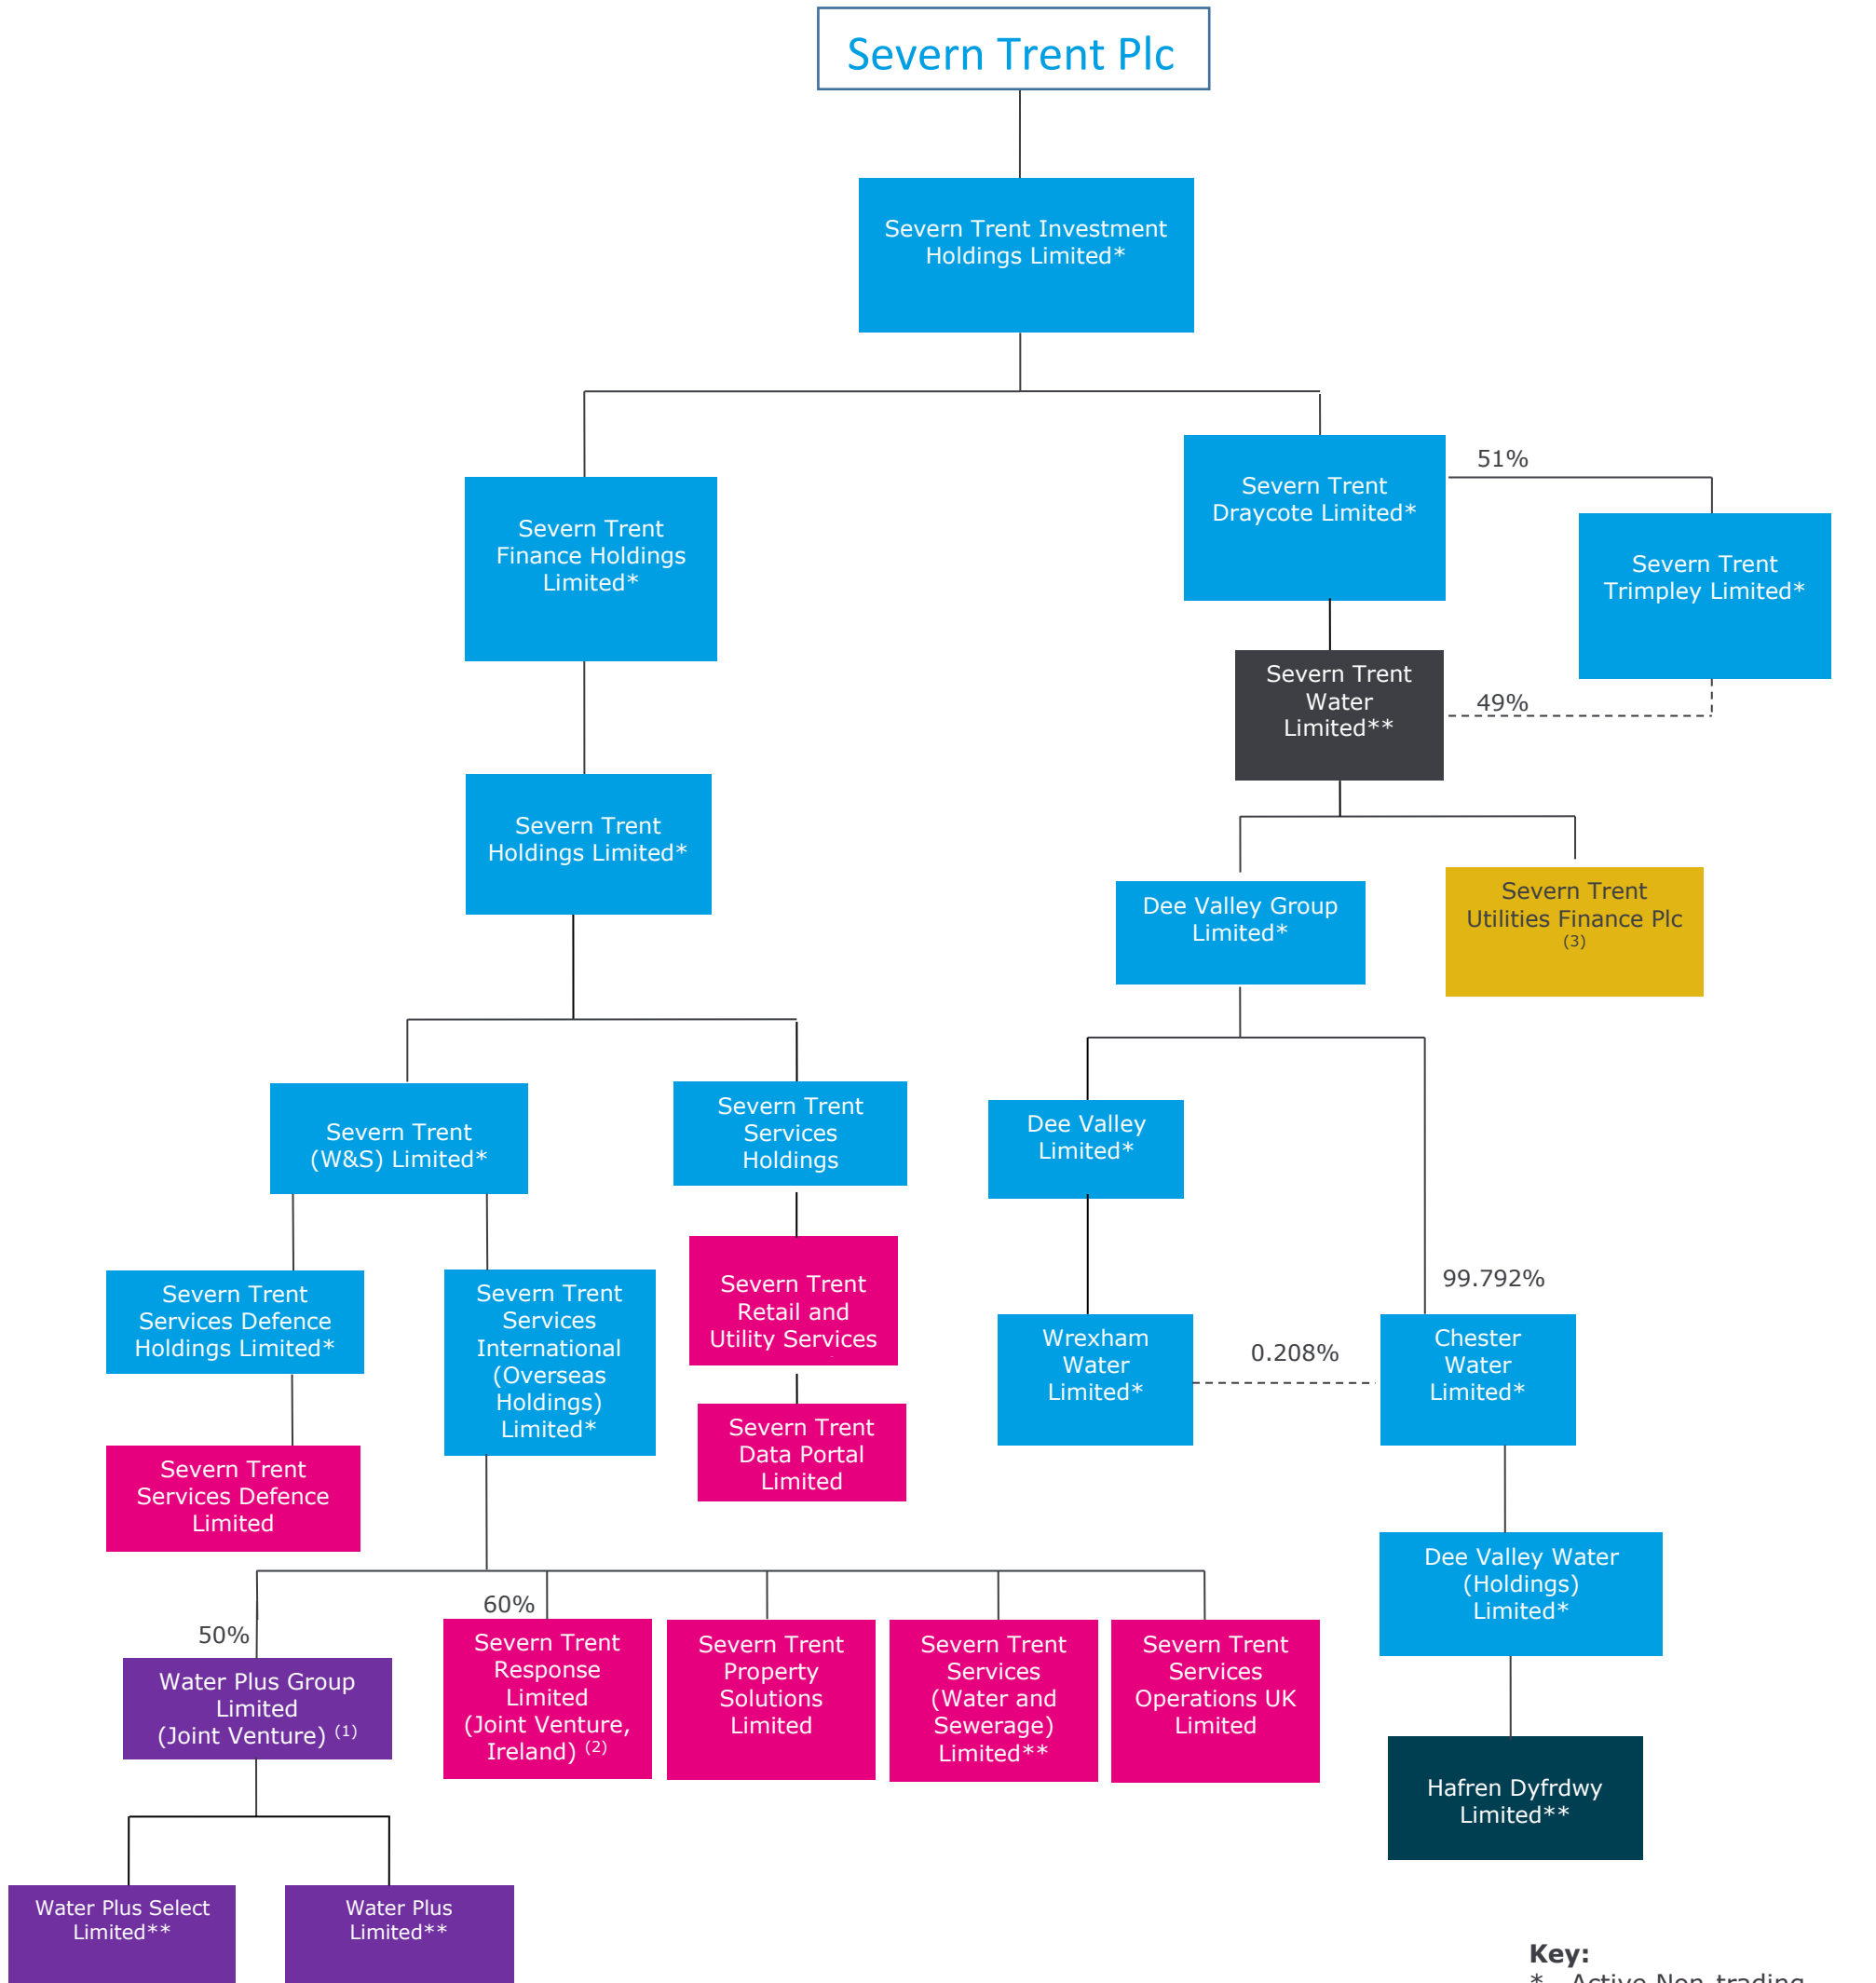 Severn Trent Plc
Severn Trent Investment
Holdings Limited*
51%
Severn Trent
Draycote Limited*
Severn Trent
Finance Holdings
Limited*
Severn Trent
Trimpley Limited*
Severn Trent
Water
Limited**
49%
Severn Trent
Holdings Limited*
Dee Valley Group
Limited*
Severn Trent
Utilities Finance Plc
(3)
Severn Trent
(W&S) Limited*
Severn Trent
Services
Holdings
Dee Valley
Limited*
Severn Trent
Services Defence
Holdings Limited*
Severn Trent
Services
International
(Overseas
Holdings)
Limited*
Severn Trent
Retail and
Utility Services
99.792%
Wrexham
Water
Limited*
0.208%
Chester
Water
Limited*
Severn Trent
Data Portal
Limited
Severn Trent
Services Defence
Limited
Dee Valley Water
(Holdings)
Limited*
50%
60%
Water Plus Group
Limited
(Joint Venture) (1)
Severn Trent
Response
Limited
(Joint Venture,
Ireland) (2)
Severn Trent
Property
Solutions
Limited
Severn Trent
Services
(Water and
Sewerage)
Limited**
Severn Trent
Services
Operations UK
Limited
Hafren Dyfrdwy
Limited**
Water Plus Select
Limited**
Water Plus
Limited**
Key:
* Active Non-trading